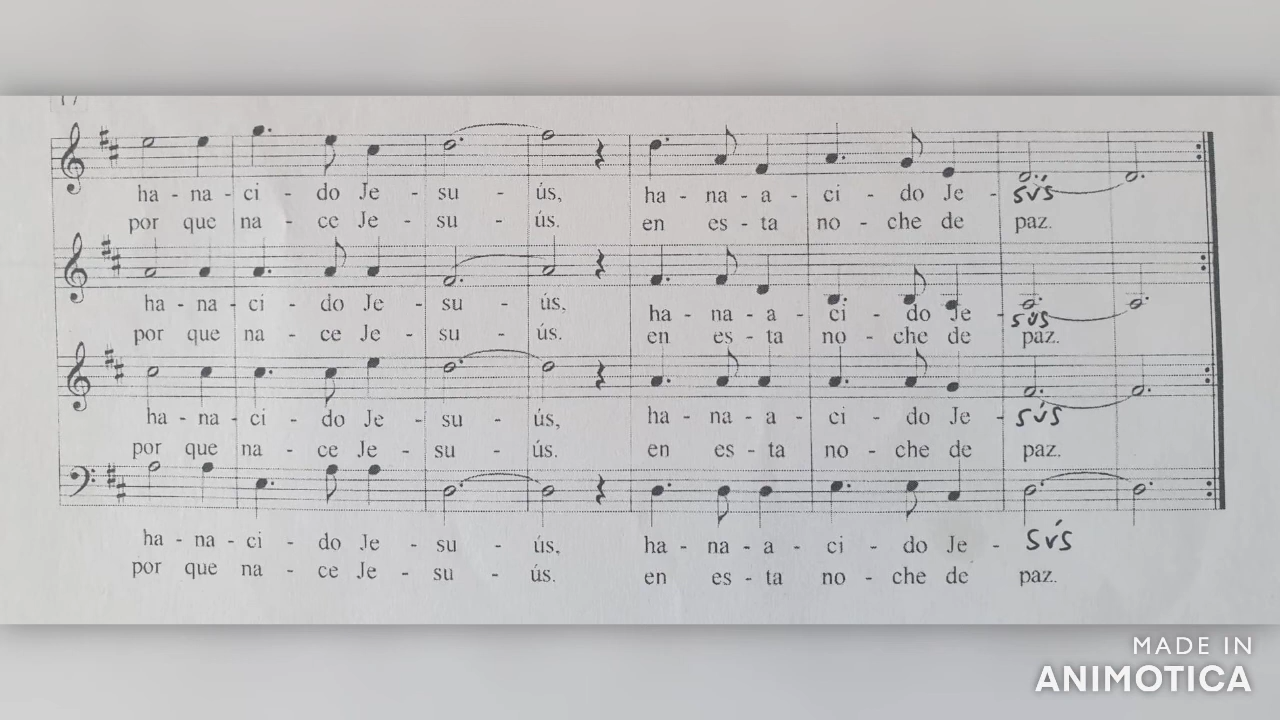 17
ha - na - ci - do Je - su - ús, ha - na - a - ci - do Je - sús
por que na - ce Je - su - ús. en es - ta no - che de paz.
ha - na - ci - do Je - su - ús, ha - na - a - ci - do Je - sús
por que na - ce Je - su - ús. en es - ta no - che de paz.
ha - na - ci - do Je - su - ús, ha - na - a - ci - do Je - sús
por que na - ce Je - su - ús. en es - ta no - che de paz.
ha - na - ci - do Je - su - ús, ha - na - a - ci - do Je - sús
por que na - ce Je - su - ús. en es - ta no - che de paz.
MADE IN
ANIMOTICA